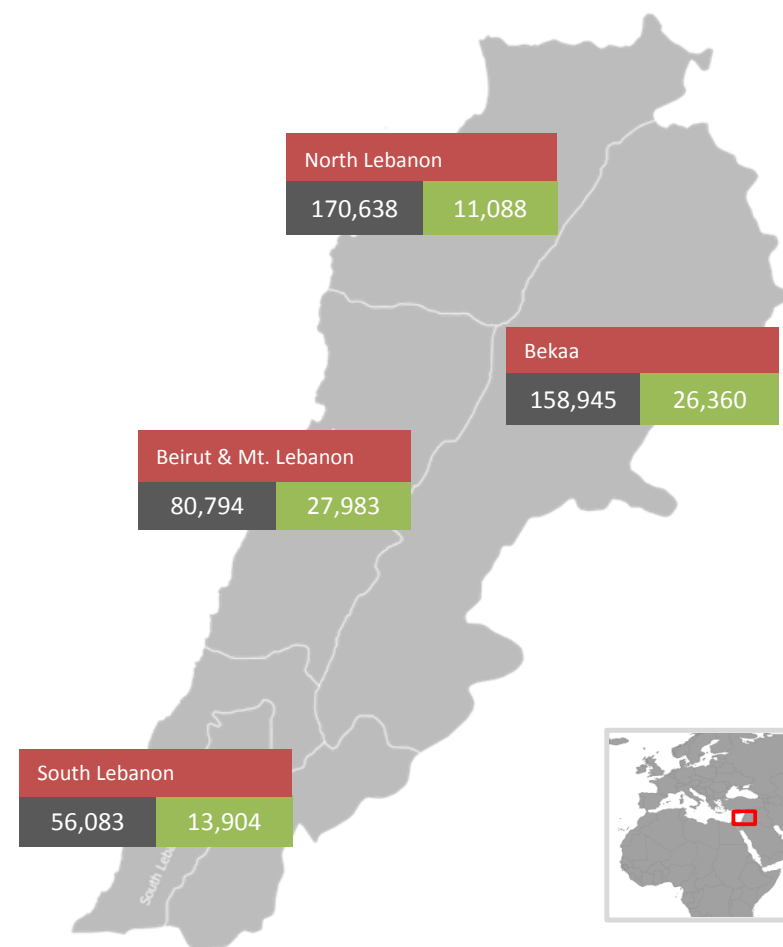 North Lebanon
170,638 11,088
Bekaa
158,945 26,360
Beirut & Mt. Lebanon
80,794 27,983
South Lebanon
56,083 13,904
South